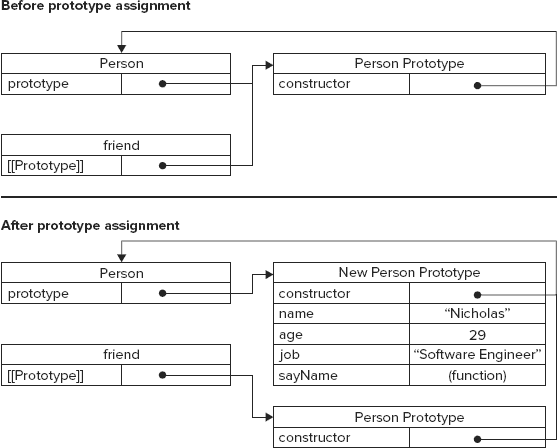 Before prototype assignment
Person
prototype
Person Prototype
constructor
friend
[[Prototype]]
After prototype assignment
Person
prototype
New Person Prototype
constructor
name “Nicholas”
age 29
job “Software Engineer”
sayName (function)
friend
[[Prototype]]
Person Prototype
constructor